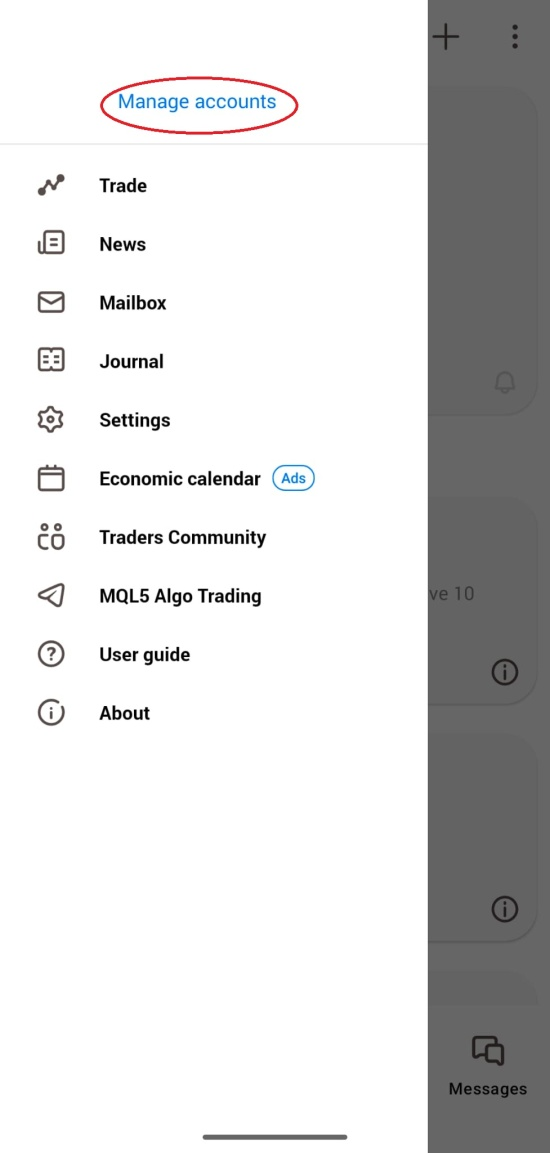 Manage accounts
Trade
News
Mailbox
Journal
Settings
Economic calendar Ads
Traders Community
MQL5 Algo Trading
User guide
About
ve 10
Messages